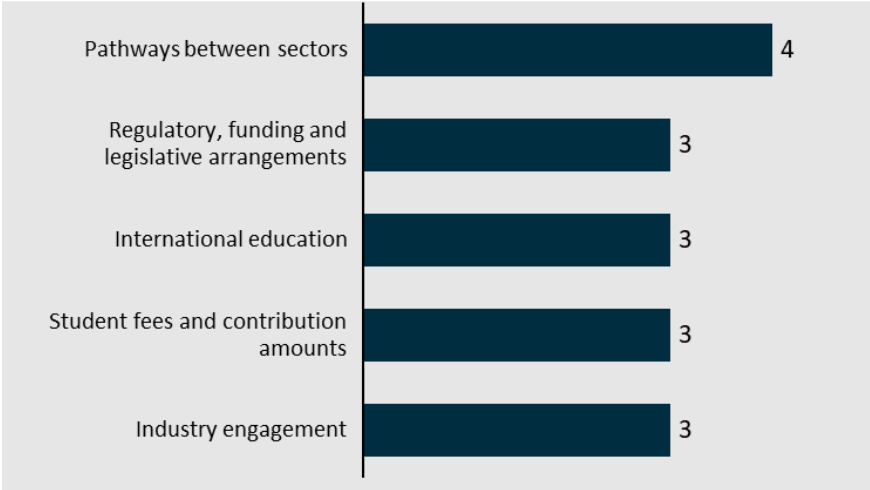 Pathways between sectors
4
Regulatory, funding and
legislative arrangements
3
International education
3
Student fees and contribution
amounts
3
Industry engagement
3